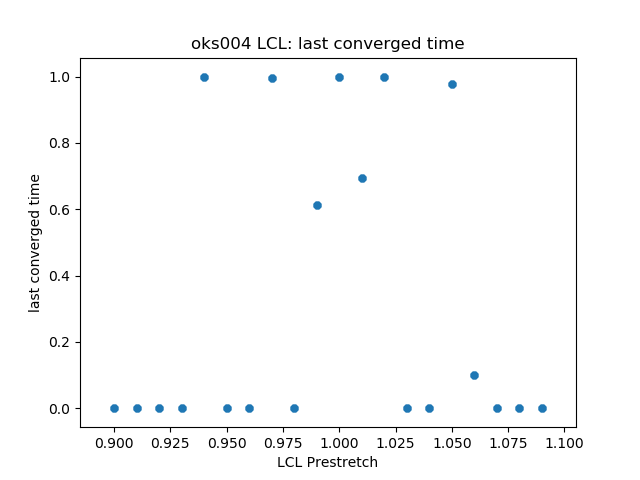 oks004 LCL: last converged time
1.0
0.8
0.6
0.4
0.2
0.0
last converged time
0.900 0.925 0.950 0.975 1.000 1.025 1.050 1.075 1.100
LCL Prestretch